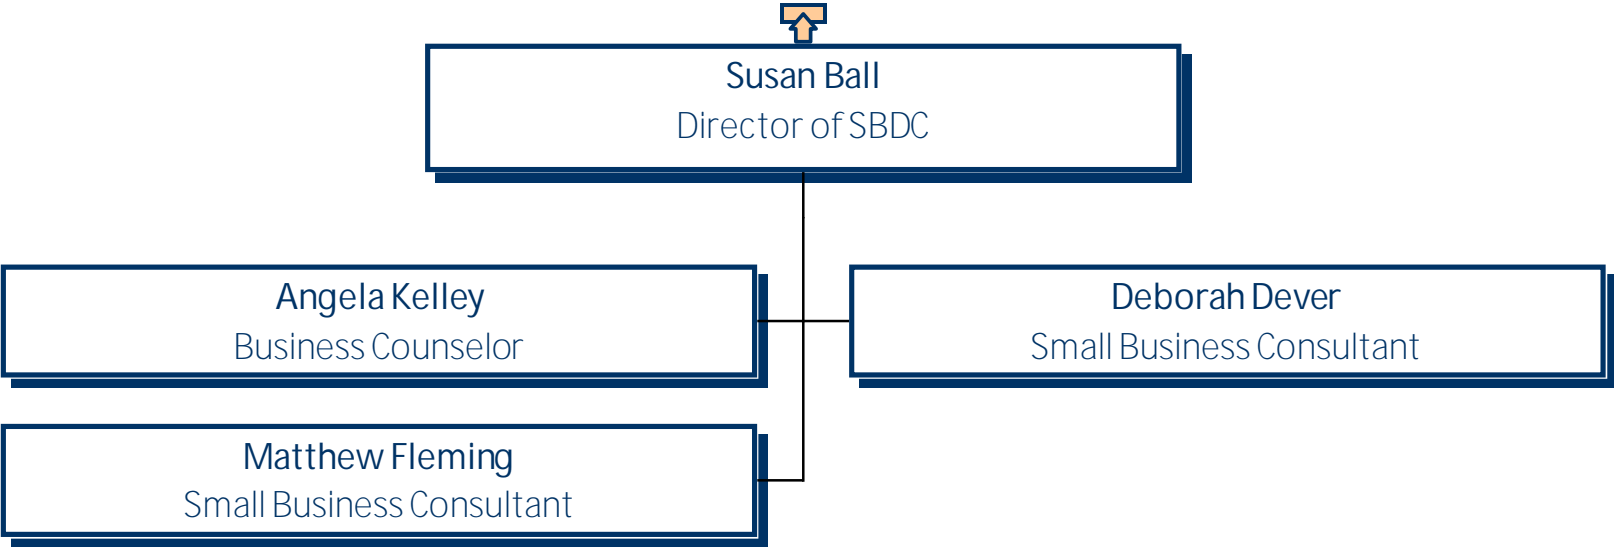 Susan Ball
Director of SBDC
Angela Kelley
Business Counselor
Deborah Dever
Small Business Consultant
Matthew Fleming
Small Business Consultant